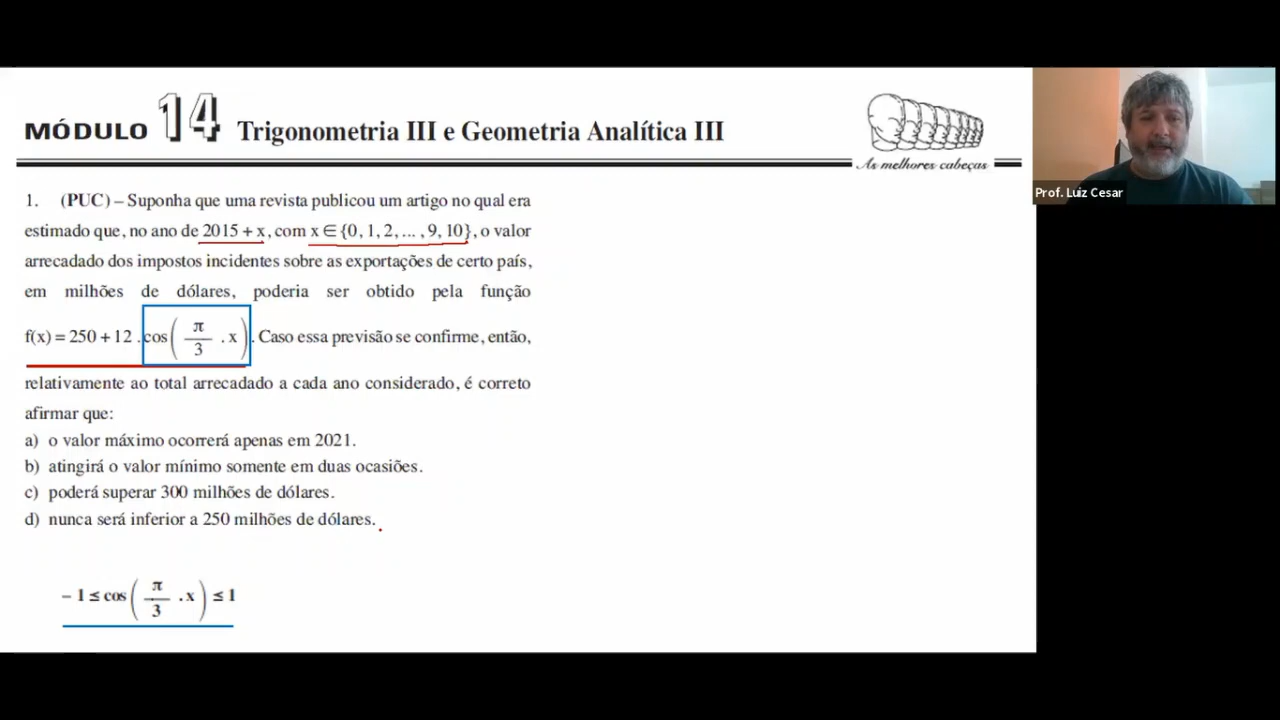 MÓDULO 14 Trigonometria III e Geometria Analítica III
As melhores cabeças
Prof. Luiz Cesar
1. (PUC) – Suponha que uma revista publicou um artigo no qual era
estimado que, no ano de 2015 + x, com x ∈ {0, 1, 2, ... , 9, 10}, o valor
arrecadado dos impostos incidentes sobre as exportações de certo país,
em milhões de dólares, poderia ser obtido pela função
f(x) = 250 + 12 . cos(π/3 . x). Caso essa previsão se confirme, então,
relativamente ao total arrecadado a cada ano considerado, é correto
afirmar que:
a) o valor máximo ocorrerá apenas em 2021.
b) atingirá o valor mínimo somente em duas ocasiões.
c) poderá superar 300 milhões de dólares.
d) nunca será inferior a 250 milhões de dólares.
– 1 ≤ cos(π/3 . x) ≤ 1